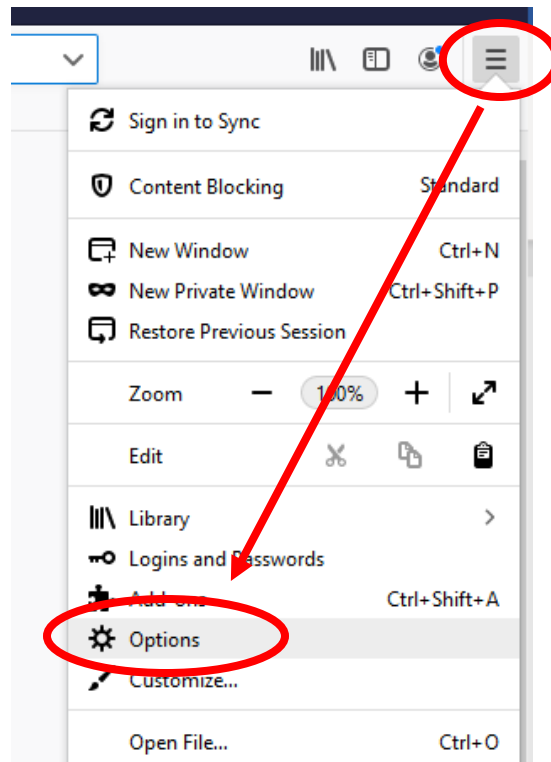 Sign in to Sync
Content Blocking Standard
New Window Ctrl+N
New Private Window Ctrl+Shift+P
Restore Previous Session
Zoom 100%
Edit
Library
Logins and Passwords
Add-ons Ctrl+Shift+A
Options
Customize...
Open File... Ctrl+O